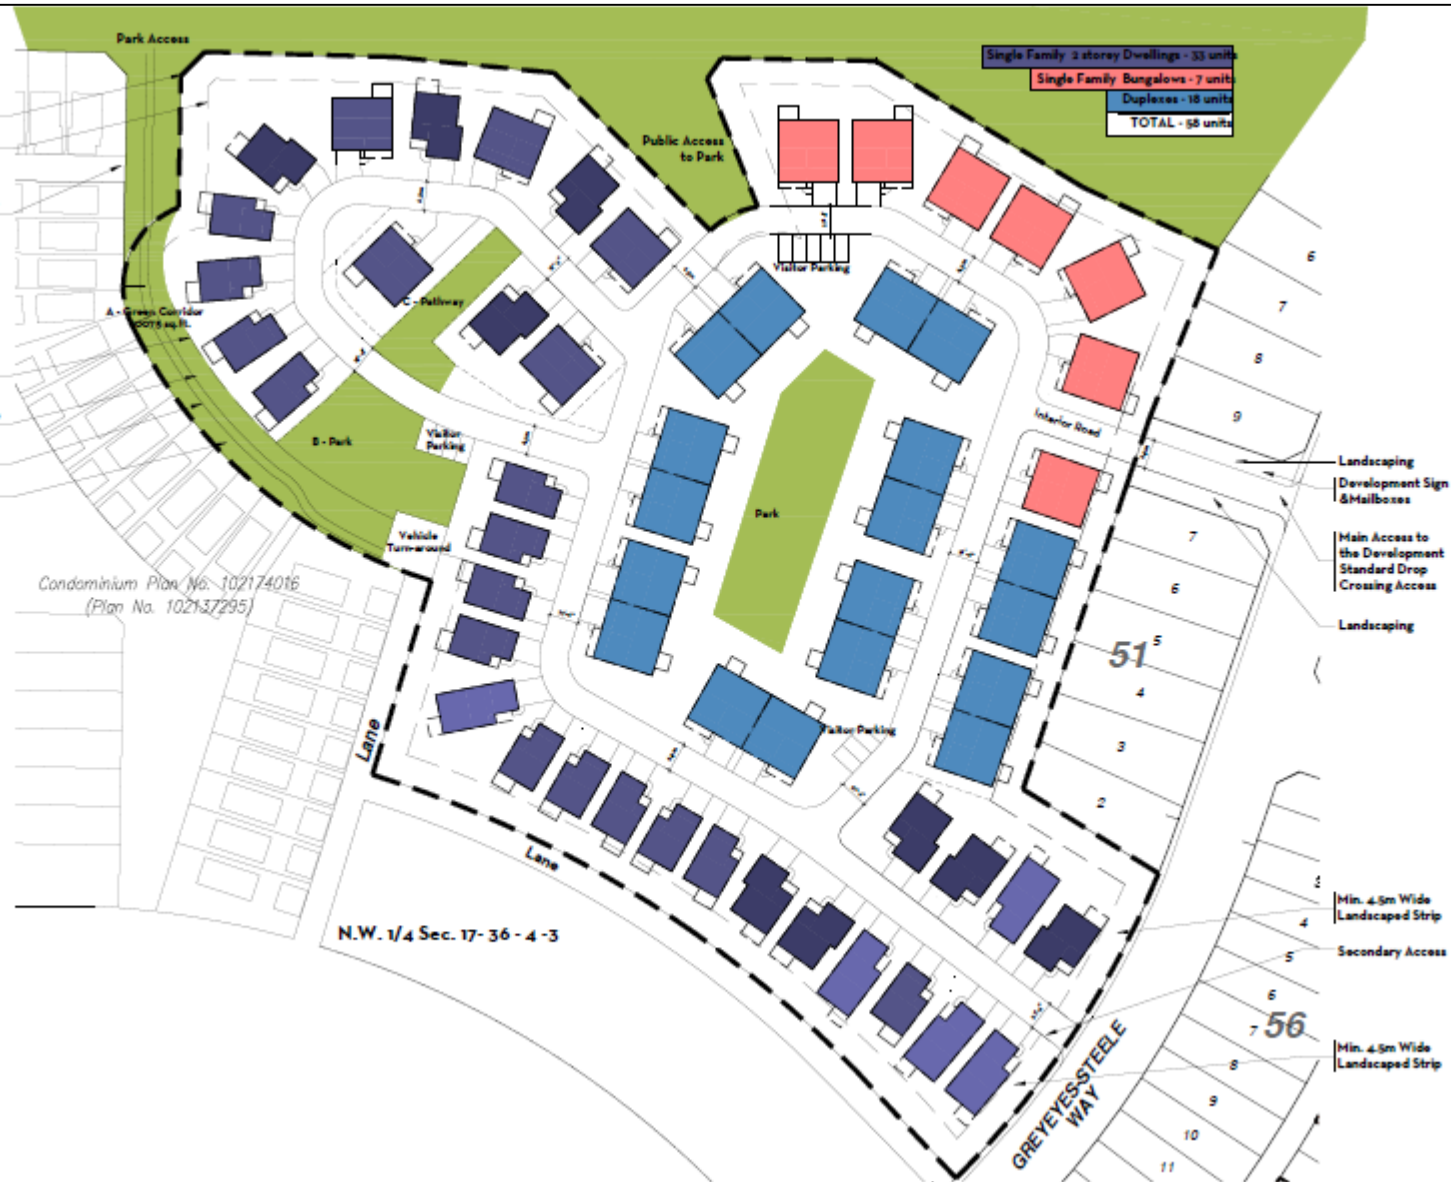 Park Access
Single Family 2 storey Dwellings - 33 units
Single Family Bungalows - 7 units
Duplexes - 18 units
TOTAL - 58 units
Public Access
to Park
Visitor Parking
C - Pathway
A - Green Corridor
sq.ft.
B - Park
Visitor
Parking
Vehicle
Turn-around
Park
Interior Road
Visitor Parking
Condominium Plan No. 102174016
(Plan No. 102137295)
Lane
Lane
N.W. 1/4 Sec. 17- 36 - 4 -3
6
7
8
9
Landscaping
Development Sign
&Mailboxes
Main Access to
the Development
Standard Drop
Crossing Access
Landscaping
7
6
5
51
4
3
2
Min. 4.5m Wide
Landscaped Strip
Secondary Access
Min. 4.5m Wide
Landscaped Strip
GREYEYES-STEELE
WAY
3
4
5
6
7
56
8
9
10
11